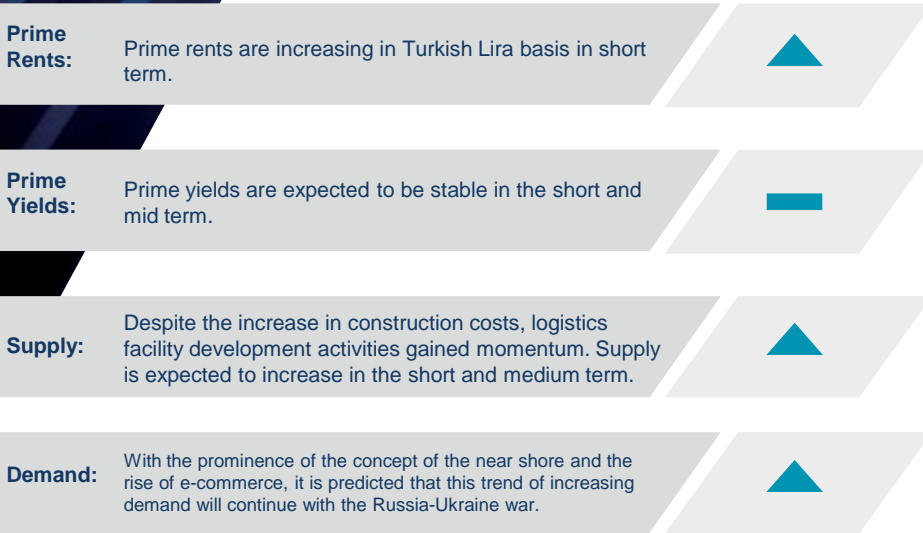 Prime
Rents:
Prime rents are increasing in Turkish Lira basis in short
term.
Prime
Yields:
Prime yields are expected to be stable in the short and
mid term.
Supply:
Despite the increase in construction costs, logistics
facility development activities gained momentum. Supply
is expected to increase in the short and medium term.
Demand:
With the prominence of the concept of the near shore and the
rise of e-commerce, it is predicted that this trend of increasing
demand will continue with the Russia-Ukraine war.